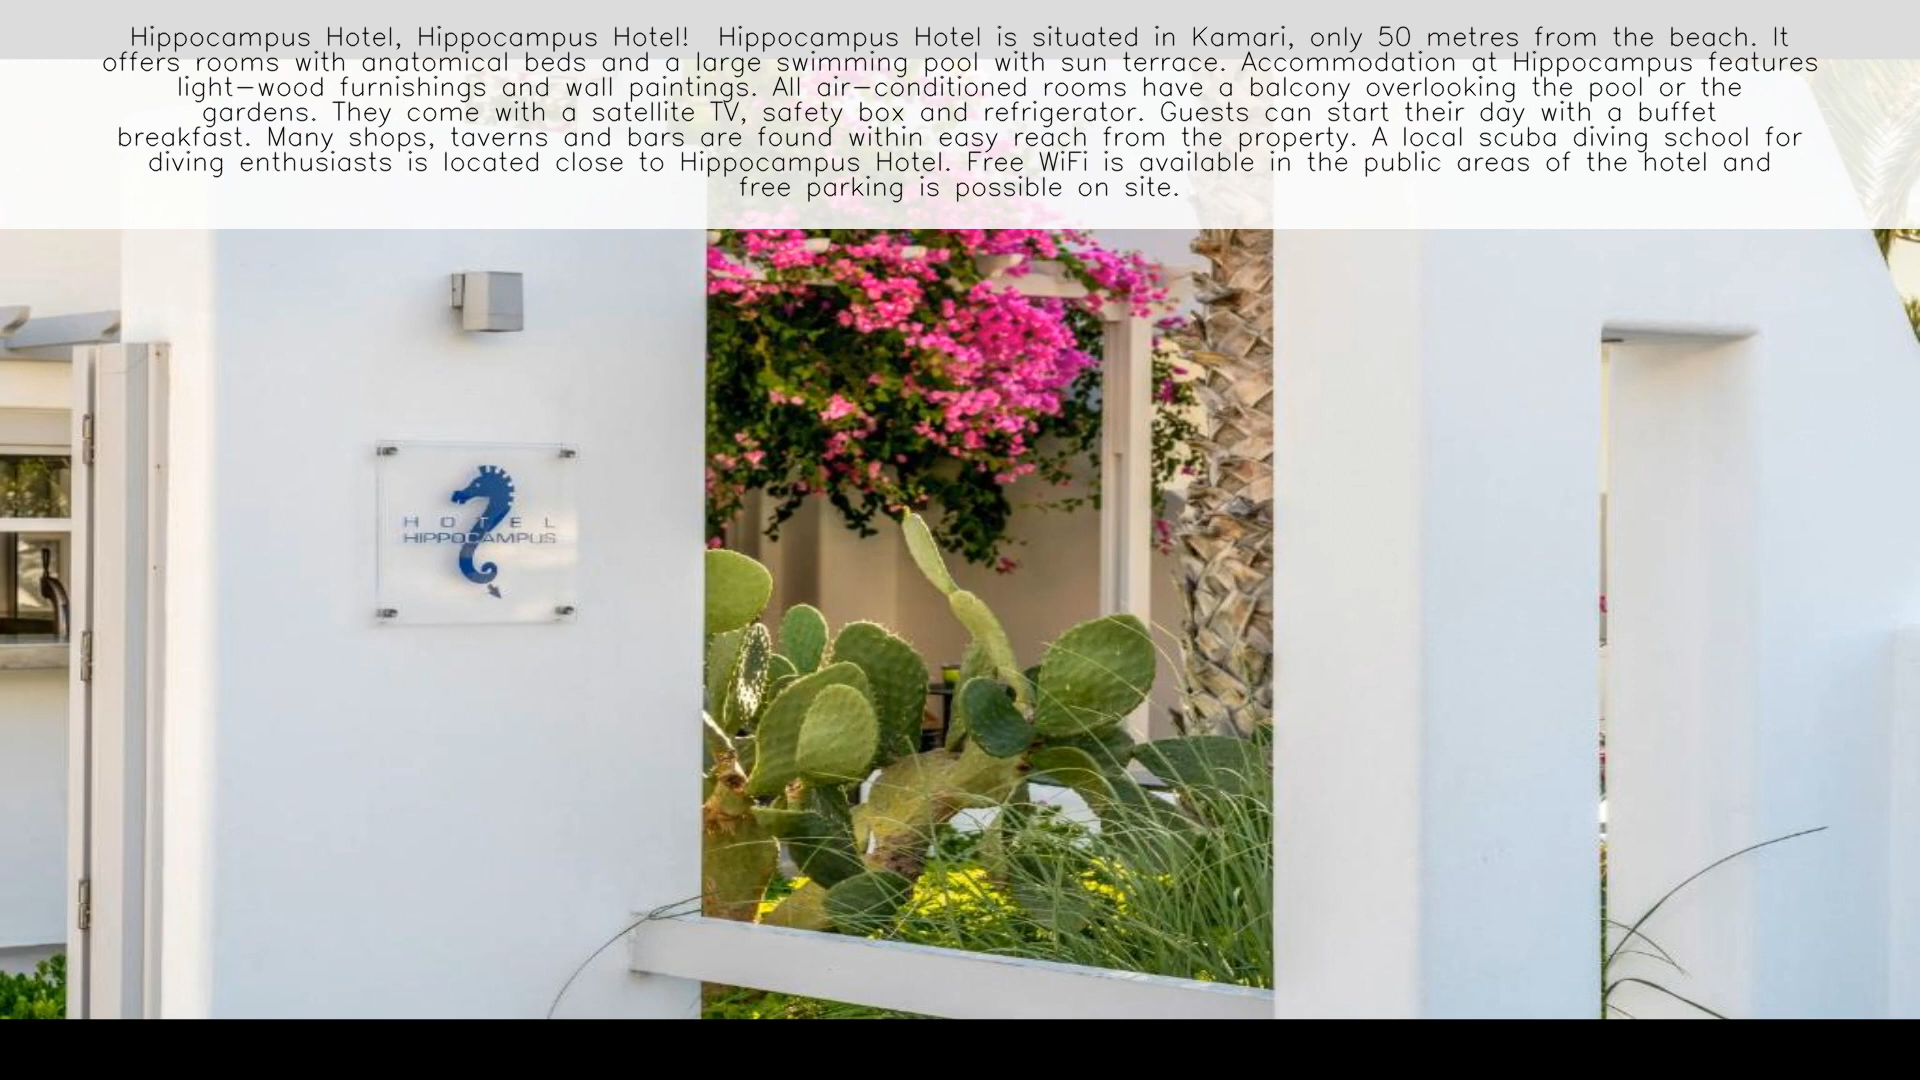 Hippocampus Hotel, Hippocampus Hotel!  Hippocampus Hotel is situated in Kamari, only 50 metres from the beach. It
offers rooms with anatomical beds and a large swimming pool with sun terrace. Accommodation at Hippocampus features
light-wood furnishings and wall paintings. All air-conditioned rooms have a balcony overlooking the pool or the
gardens. They come with a satellite TV, safety box and refrigerator. Guests can start their day with a buffet
breakfast. Many shops, taverns and bars are found within easy reach from the property. A local scuba diving school for
diving enthusiasts is located close to Hippocampus Hotel. Free WiFi is available in the public areas of the hotel and
free parking is possible on site.
HOTEL
HIPPOCAMPUS